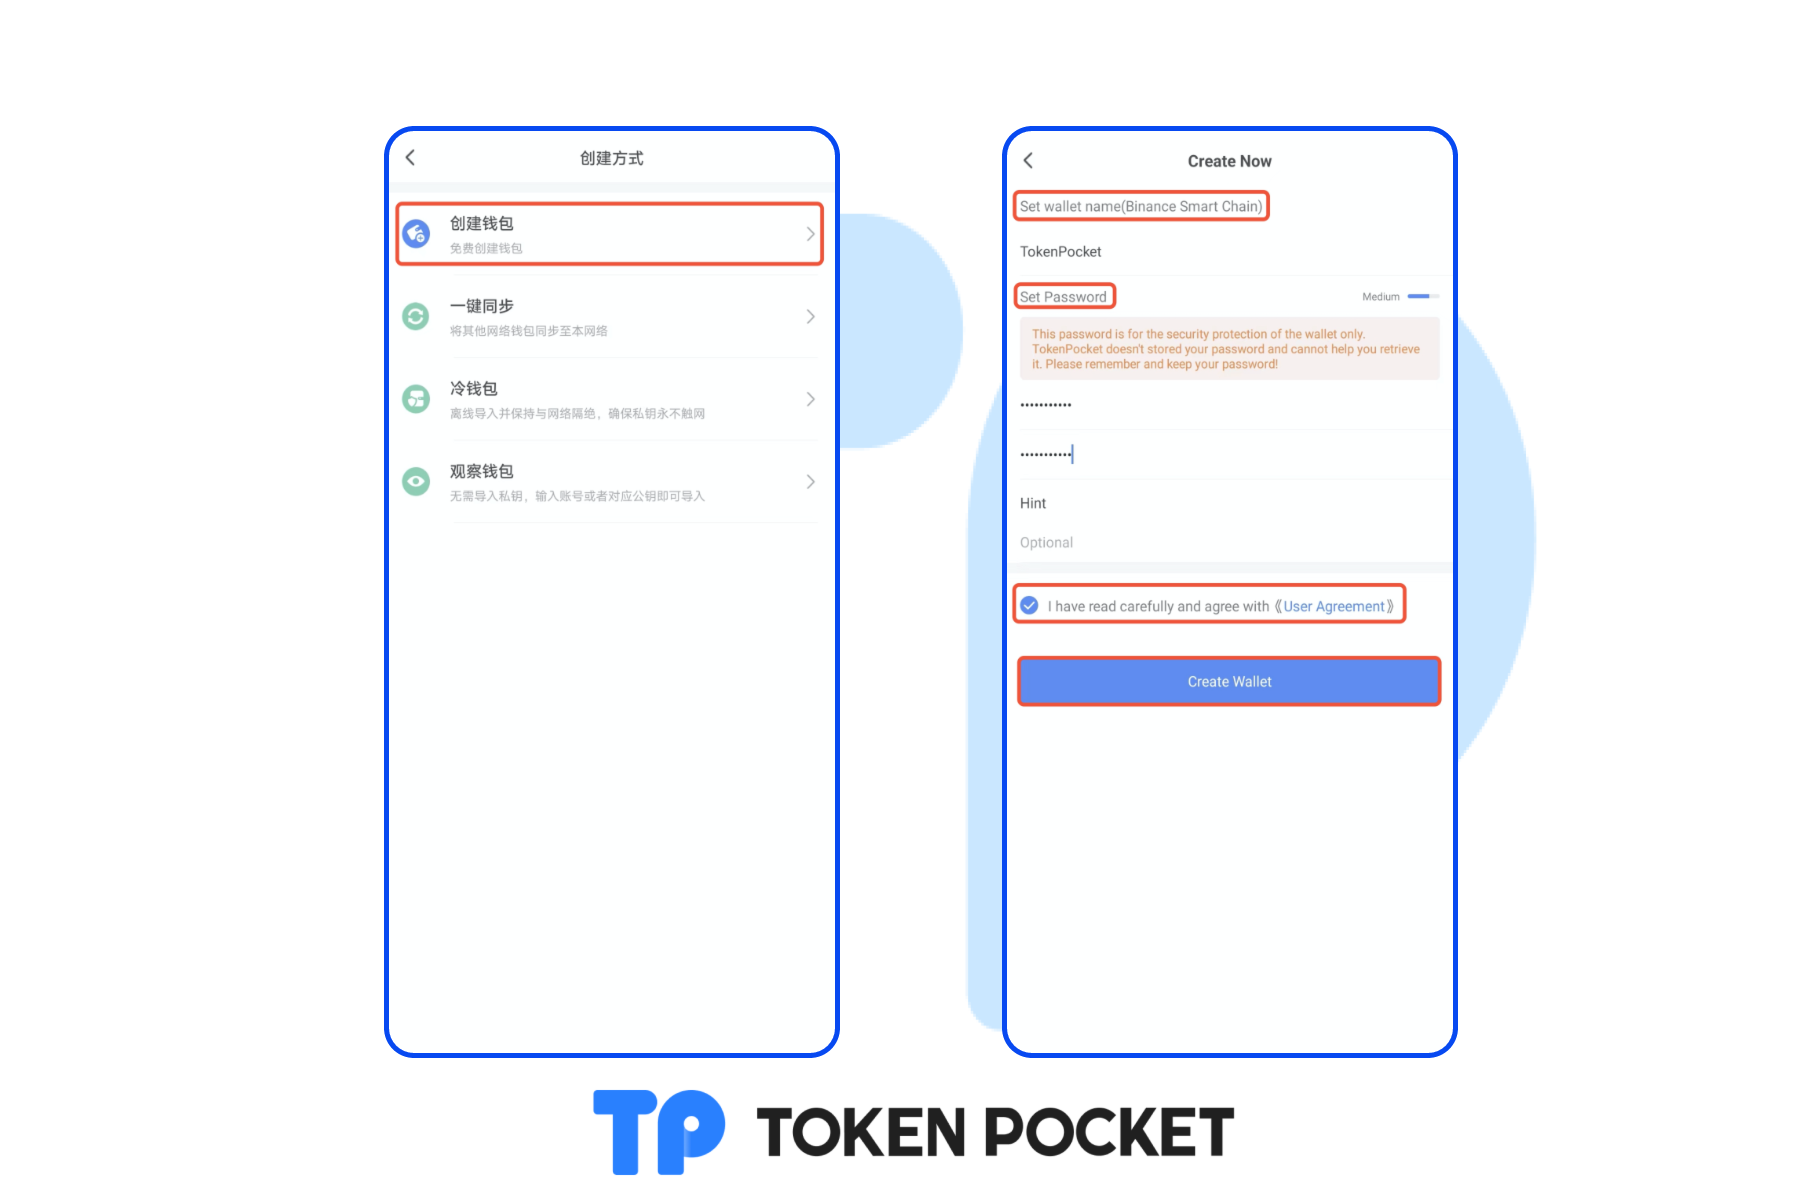 创建方式
创建钱包
免费创建钱包
一键同步
将其他网络钱包同步至本网络
冷钱包
离线导入并保持与网络隔绝，确保私钥永不触网
观察钱包
无需导入私钥，输入账号或者对应公钥即可导入
Create Now
Set wallet name(Binance Smart Chain)
TokenPocket
Set Password
Medium
This password is for the security protection of the wallet only.
TokenPocket doesn't stored your password and cannot help you retrieve
it. Please remember and keep your password!
•••••••••••
•••••••••••
Hint
Optional
I have read carefully and agree with 《User Agreement》
Create Wallet
TP TOKEN POCKET